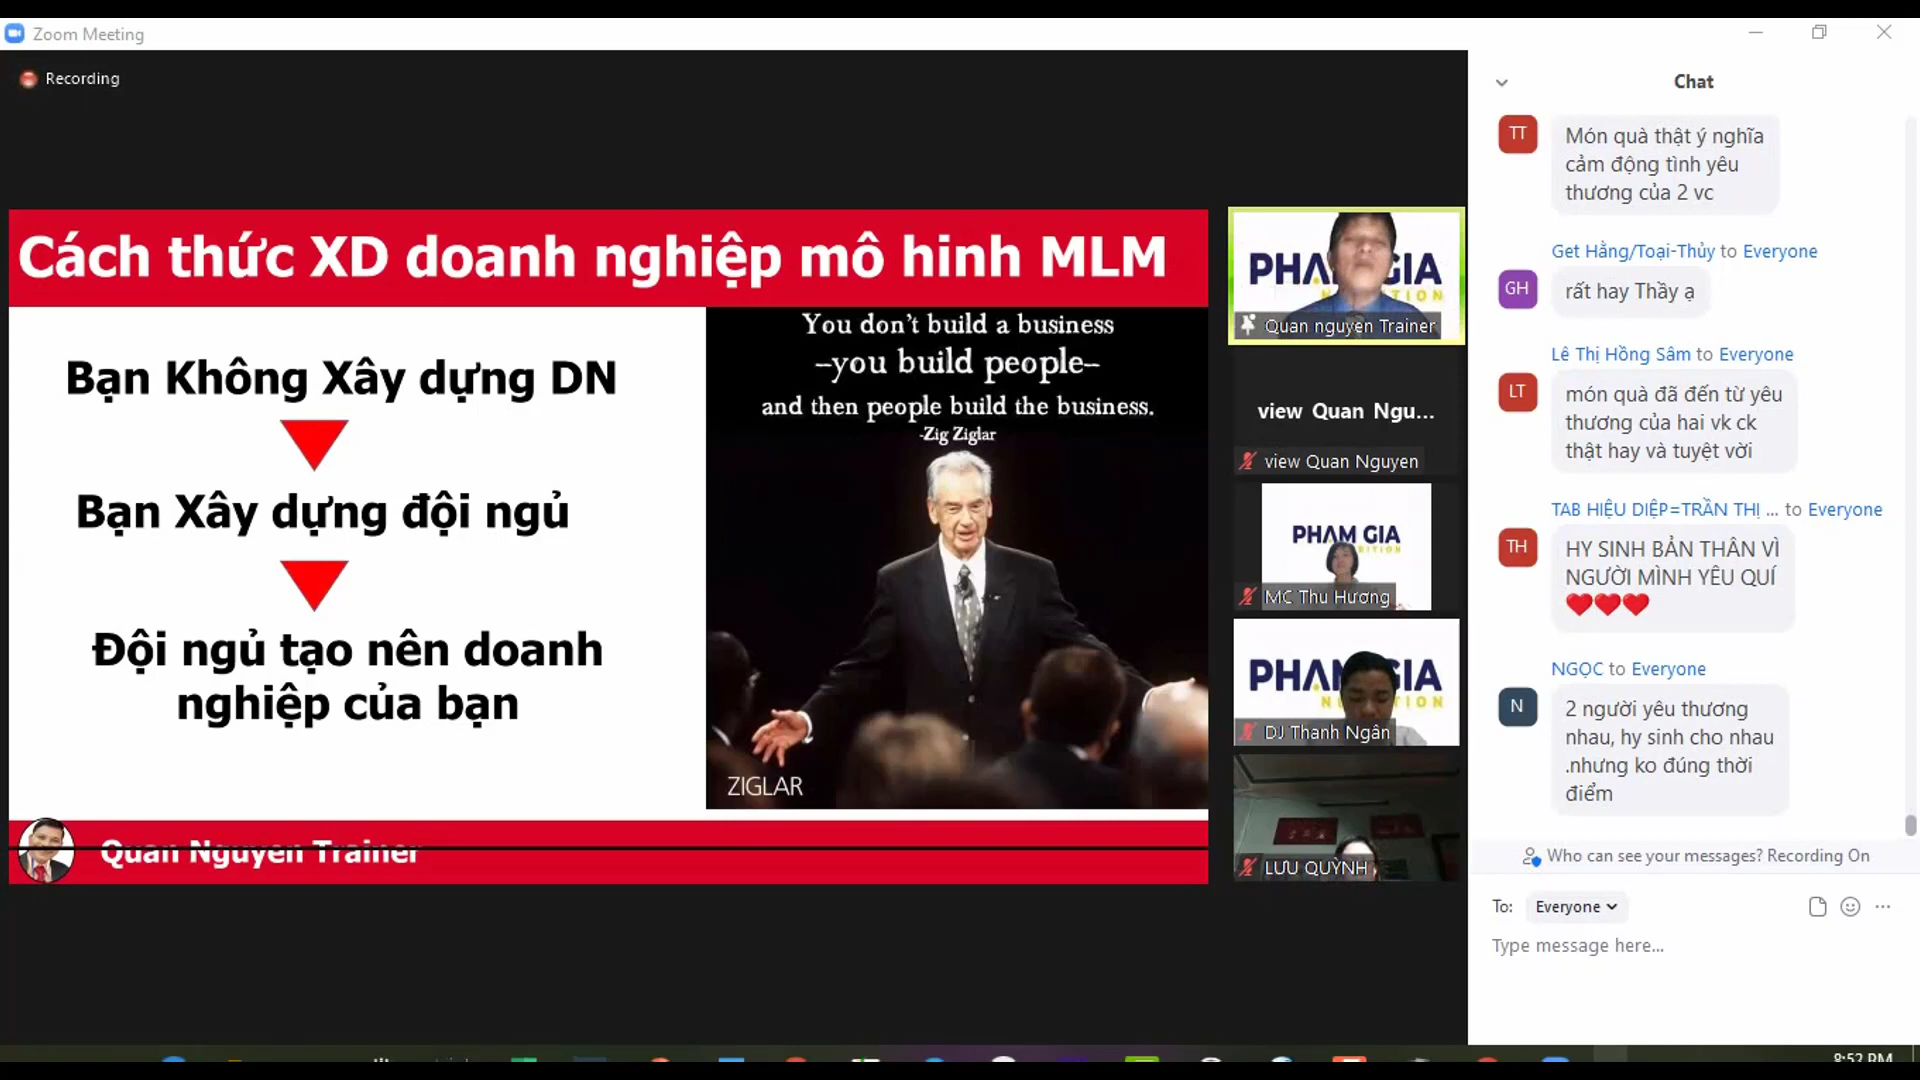 Zoom Meeting
Recording
Cách thức XD doanh nghiệp mô hinh MLM
Bạn Không Xây dựng DN
Bạn Xây dựng đội ngủ
Đội ngủ tạo nên doanh
nghiệp của bạn
You don't build a business
--you build people--
and then people build the business.
-Zig Ziglar
ZIGLAR
Quan Nguyen Trainer
Quan nguyen Trainer
view Quan Ngu...
view Quan Nguyen
PHAM GIA
MC Thu Hương
DJ Thanh Ngân
LƯU QUỲNH
Chat
TT
Món quà thật ý nghĩa
cảm động tình yêu
thương của 2 vc
Get Hằng/Toại-Thủy to Everyone
GH
rất hay Thầy ạ
Lê Thị Hồng Sâm to Everyone
LT
món quà đã đến từ yêu
thương của hai vk ck
thật hay và tuyệt vời
TAB HIỆU DIỆP=TRẦN THỊ ... to Everyone
TH
HY SINH BẢN THÂN VÌ
NGƯỜI MÌNH YÊU QUÍ
❤❤❤
NGỌC to Everyone
N
2 người yêu thương
nhau, hy sinh cho nhau
.nhưng ko đúng thời
điểm
Who can see your messages? Recording On
To: Everyone
Type message here...
8:52 PM